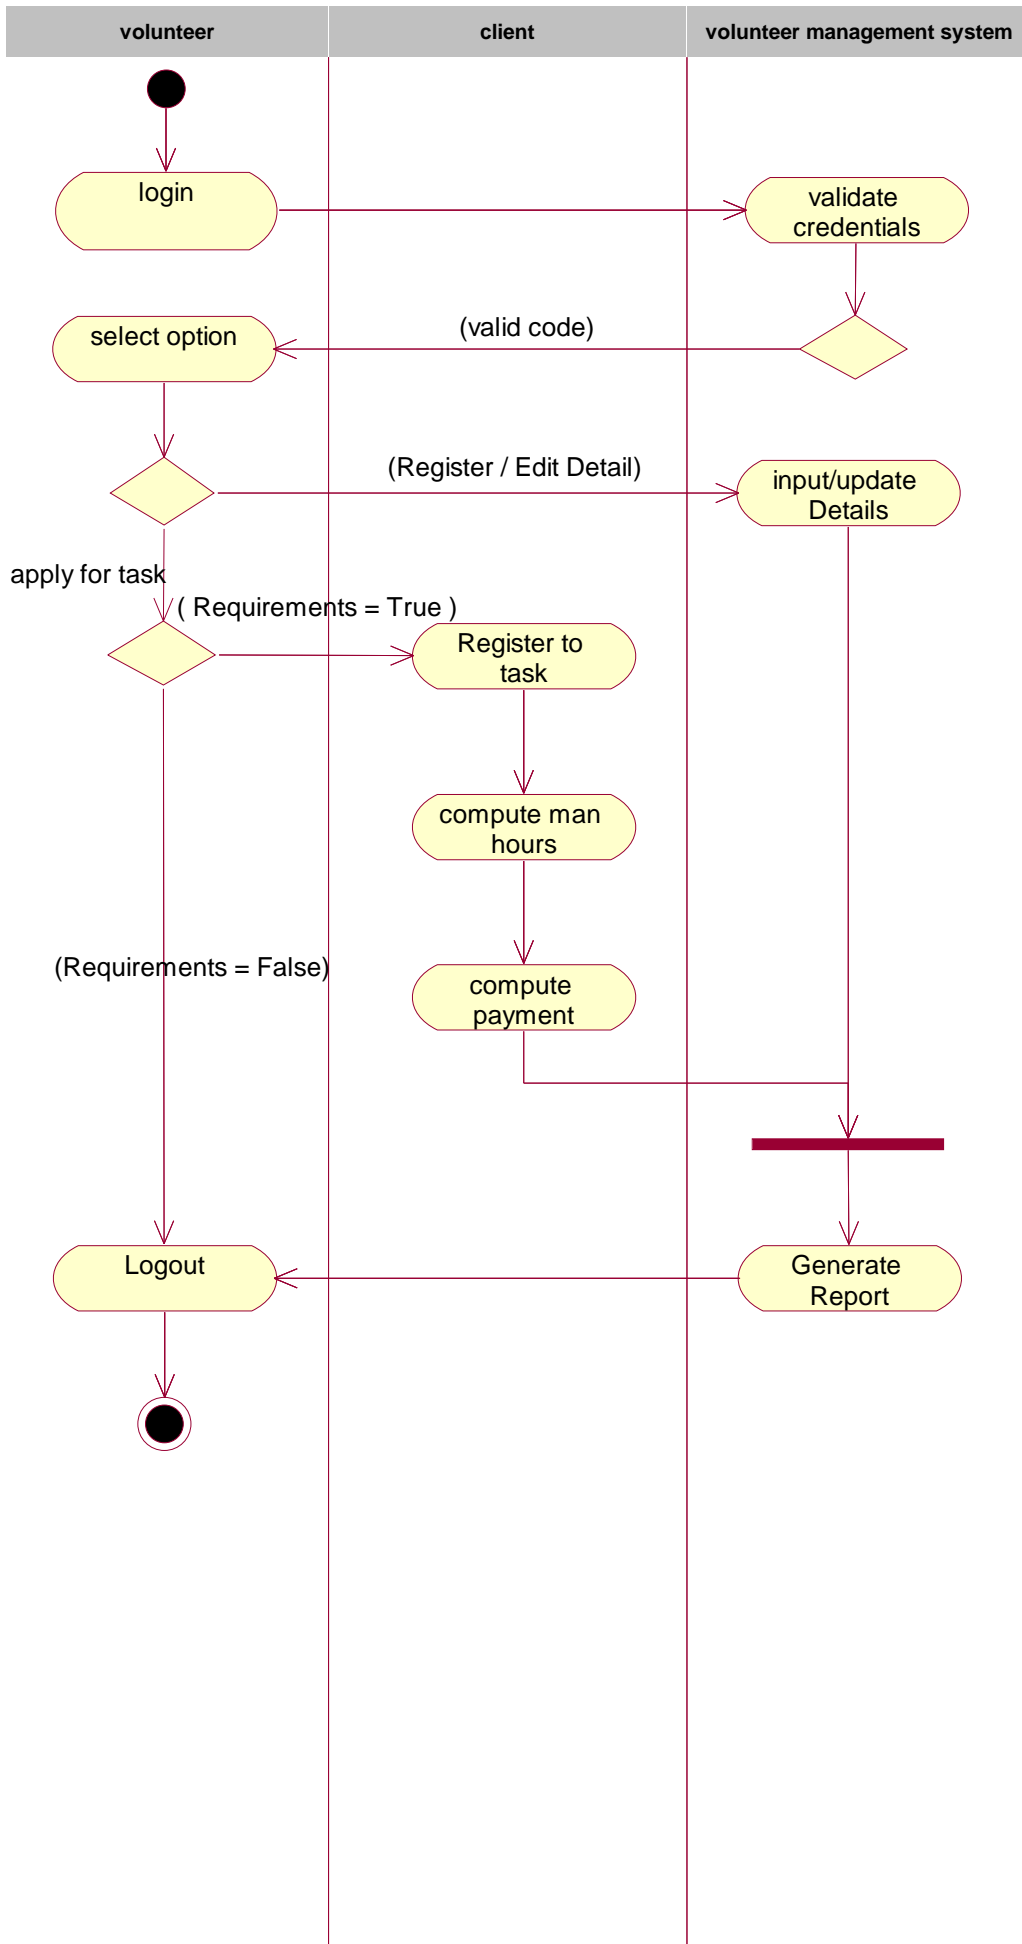 volunteer
client
volunteer management system
login
validate
credentials
(valid code)
select option
(Register / Edit Detail)
input/update
Details
apply for task
( Requirements = True )
Register to
task
compute man
hours
(Requirements = False)
compute
payment
Logout
Generate
Report